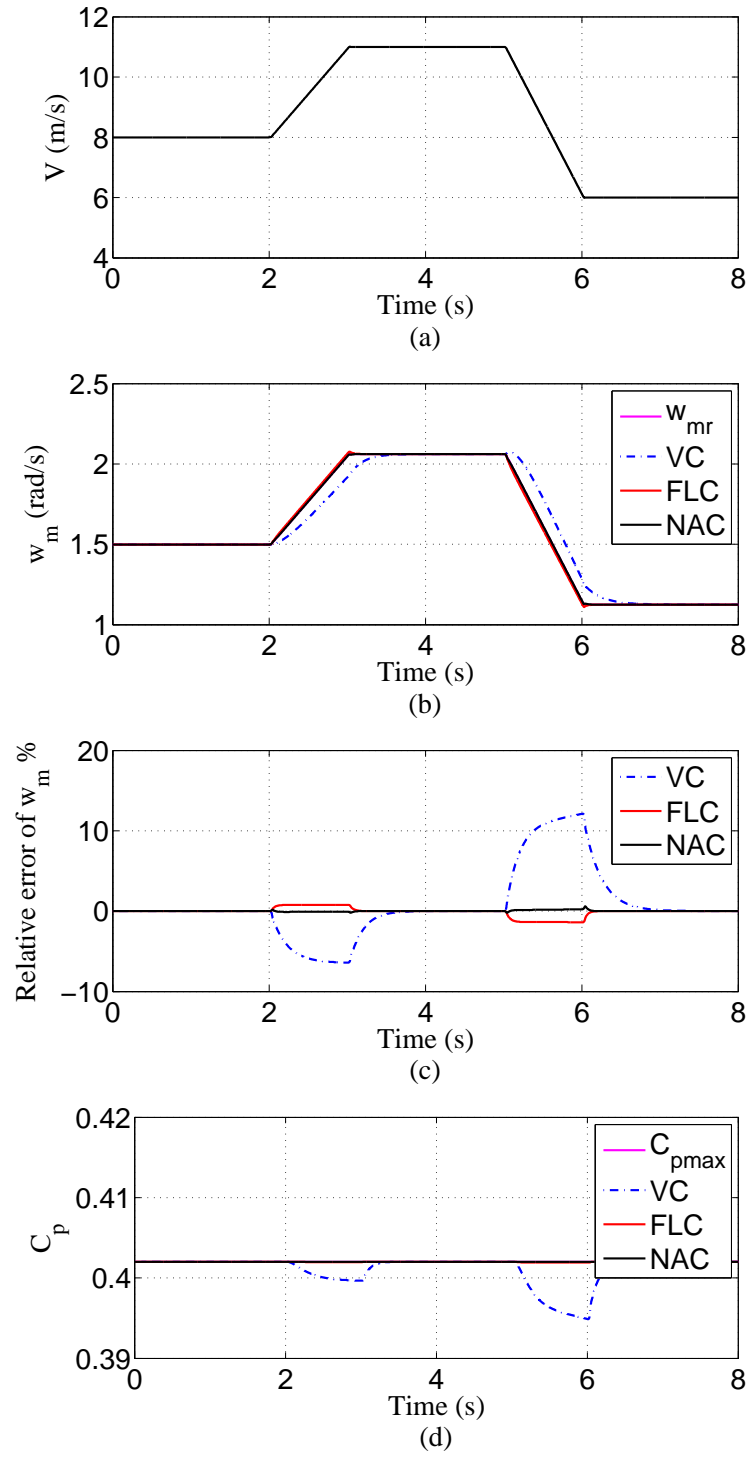 12
10
8
6
4
V (m/s)
0 2 4 6 8
Time (s)
(a)
2.5
2
1.5
1
w_m (rad/s)
w_mr
VC
FLC
NAC
0 2 4 6 8
Time (s)
(b)
20
10
0
−10
Relative error of w_m %
VC
FLC
NAC
0 2 4 6 8
Time (s)
(c)
0.42
0.41
0.4
0.39
C_p
C_pmax
VC
FLC
NAC
0 2 4 6 8
Time (s)
(d)